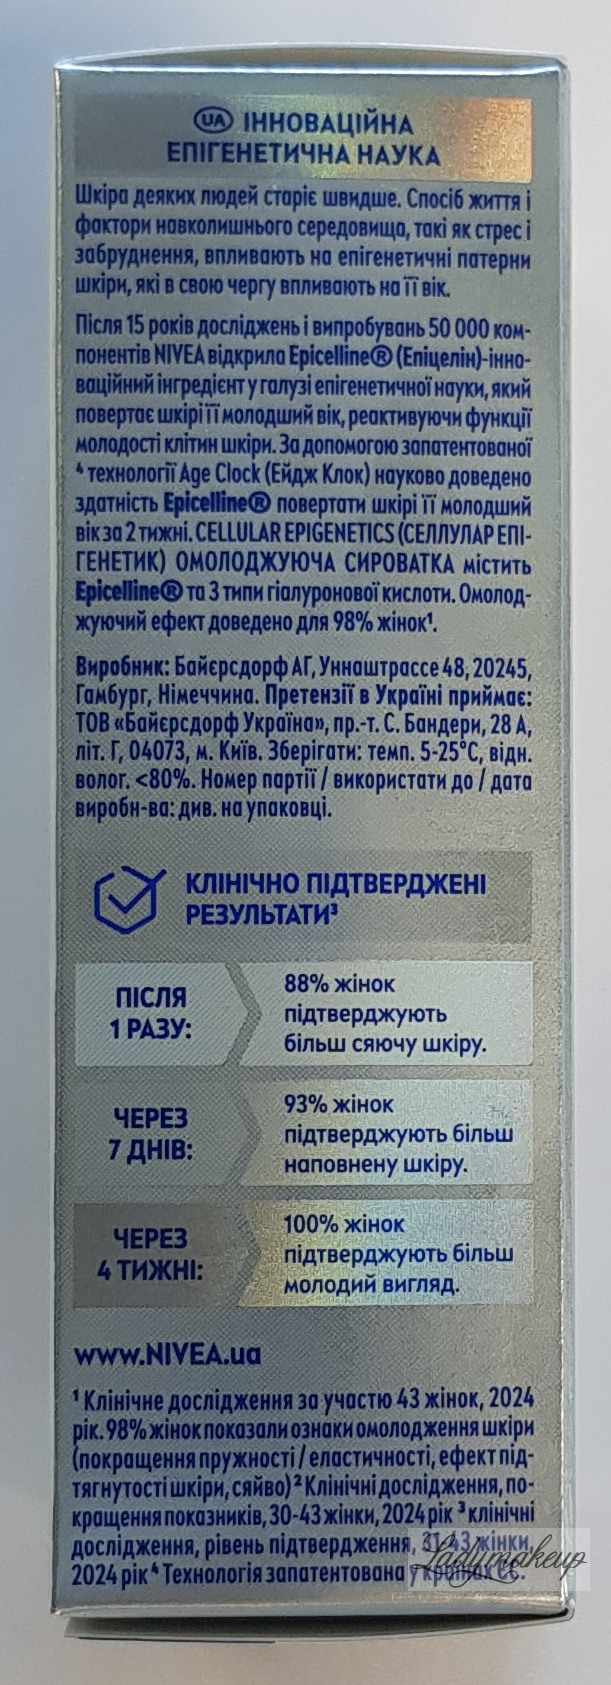 UA ІННОВАЦІЙНА
ЕПІГЕНЕТИЧНА НАУКА
Шкіра деяких людей старіє швидше. Спосіб життя і
фактори навколишнього середовища, такі як стрес і
забруднення, впливають на епігенетичні патерни
шкіри, які в свою чергу впливають на її вік.
Після 15 років досліджень і випробувань 50 000 ком-
понентів NIVEA відкрила Epicelline® (Епіцелін)-інно-
ваційний інгредієнт у галузі епігенетичної науки, який
повертає шкірі її молодший вік, реактивуючи функції
молодості клітин шкіри. За допомогою запатентованої
⁴ технології Age Clock (Ейдж Клок) науково доведено
здатність Epicelline® повертати шкірі її молодший
вік за 2 тижні. CELLULAR EPIGENETICS (СЕЛЛУЛАР ЕПІ-
ГЕНЕТИК) ОМОЛОДЖУЮЧА СИРОВАТКА містить
Epicelline® та 3 типи гіалуронової кислоти. Омолод-
жуючий ефект доведено для 98% жінок¹.
Виробник: Байєрсдорф АГ, Уннаштрассе 48, 20245,
Гамбург, Німеччина. Претензії в Україні приймає:
ТОВ «Байєрсдорф Україна», пр.-т. С. Бандери, 28 А,
літ. Г, 04073, м. Київ. Зберігати: темп. 5-25°C, відн.
волог. <80%. Номер партії / використати до / дата
виробн-ва: див. на упаковці.
КЛІНІЧНО ПІДТВЕРДЖЕНІ
РЕЗУЛЬТАТИ³
ПІСЛЯ
1 РАЗУ:
88% жінок
підтверджують
більш сяючу шкіру.
ЧЕРЕЗ
7 ДНІВ:
93% жінок
підтверджують більш
наповнену шкіру.
ЧЕРЕЗ
4 ТИЖНІ:
100% жінок
підтверджують більш
молодий вигляд.
www.NIVEA.ua
¹ Клінічне дослідження за участю 43 жінок, 2024
рік. 98% жінок показали ознаки омолодження шкіри
(покращення пружності / еластичності, ефект під-
тягнутості шкіри, сяйво) ² Клінічні дослідження, по-
кращення показників, 30-43 жінки, 2024 рік ³ клінічні
дослідження, рівень підтвердження, 31-43 жінки,
2024 рік ⁴ Технологія запатентована у країнах ЄС.
Ladymakeup